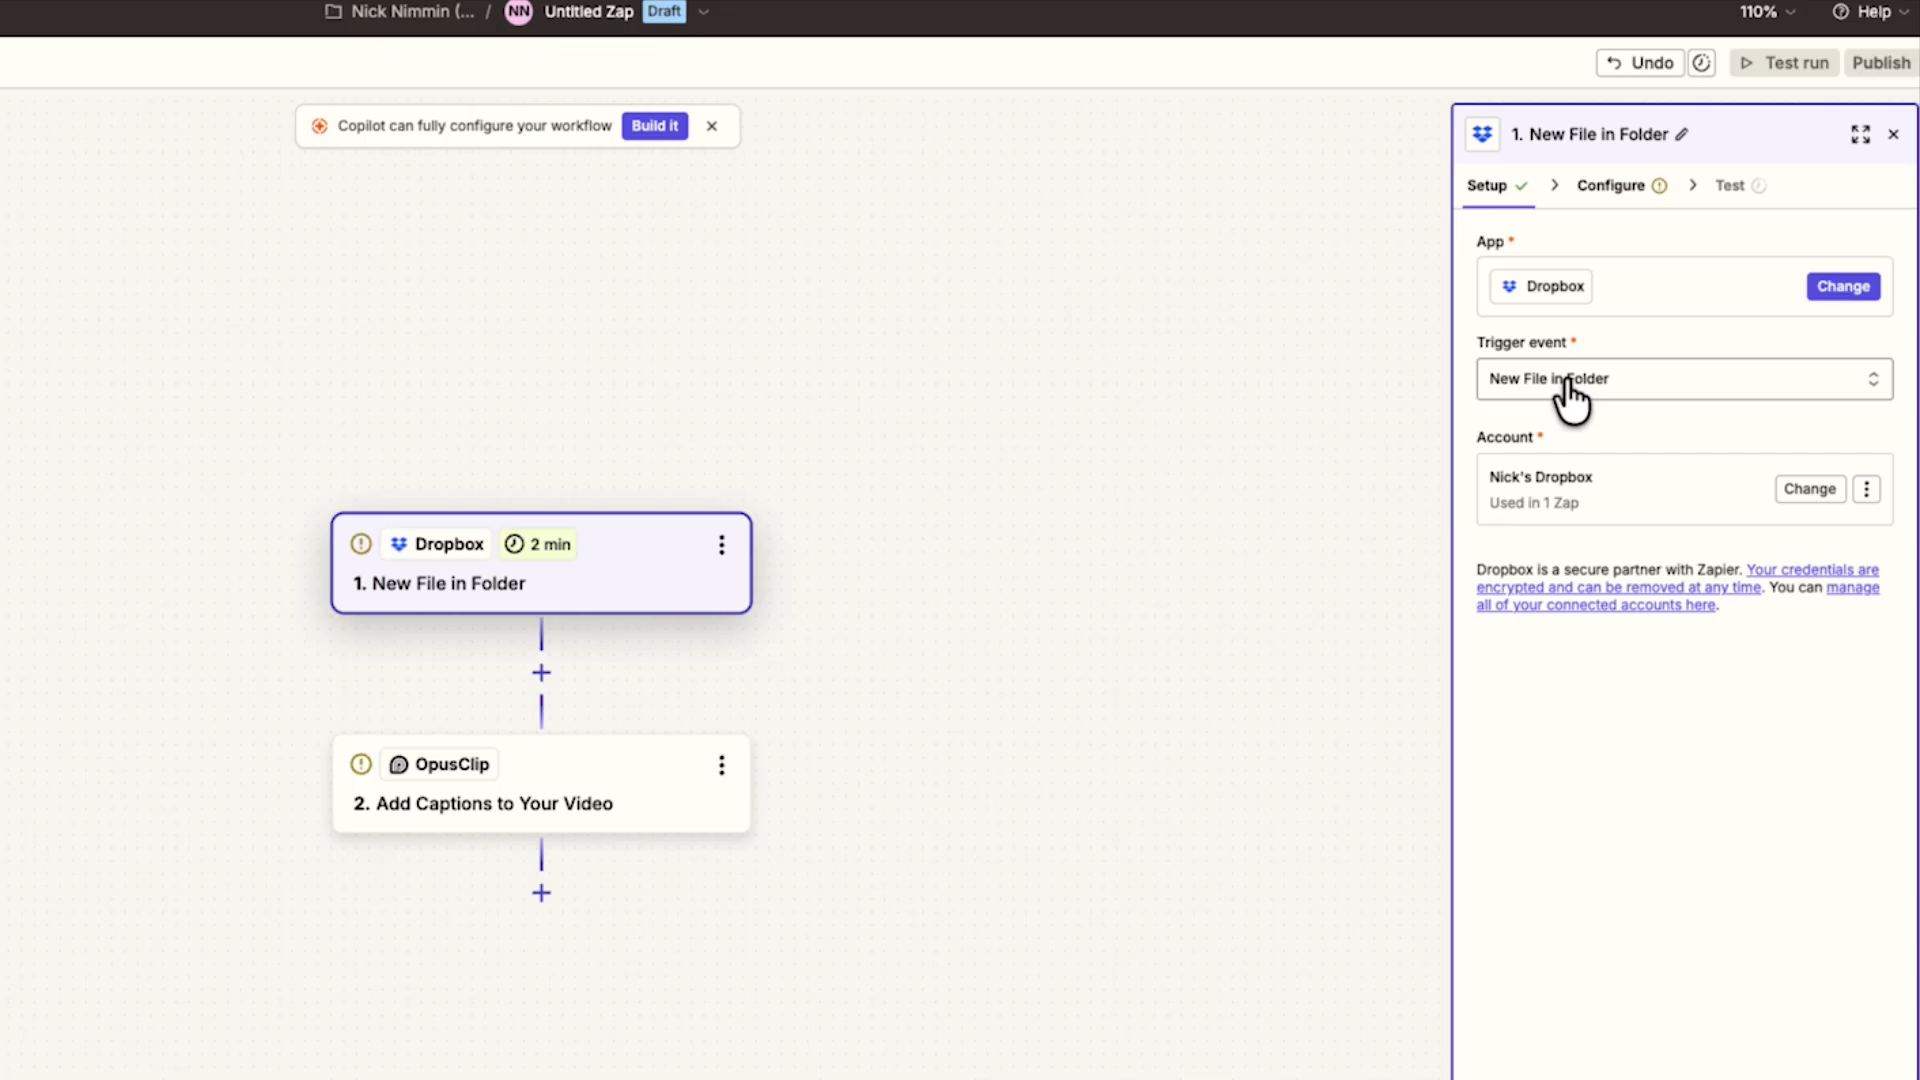 Nick Nimmin (... / NN Untitled Zap Draft
110%
Help
Undo
Test run
Publish
Copilot can fully configure your workflow Build it
1. New File in Folder
Setup
Configure
Test
App *
Dropbox
Change
Trigger event *
New File in Folder
Account *
Nick's Dropbox
Used in 1 Zap
Change
Dropbox is a secure partner with Zapier. Your credentials are
encrypted and can be removed at any time. You can manage
all of your connected accounts here.
Dropbox 2 min
1. New File in Folder
OpusClip
2. Add Captions to Your Video